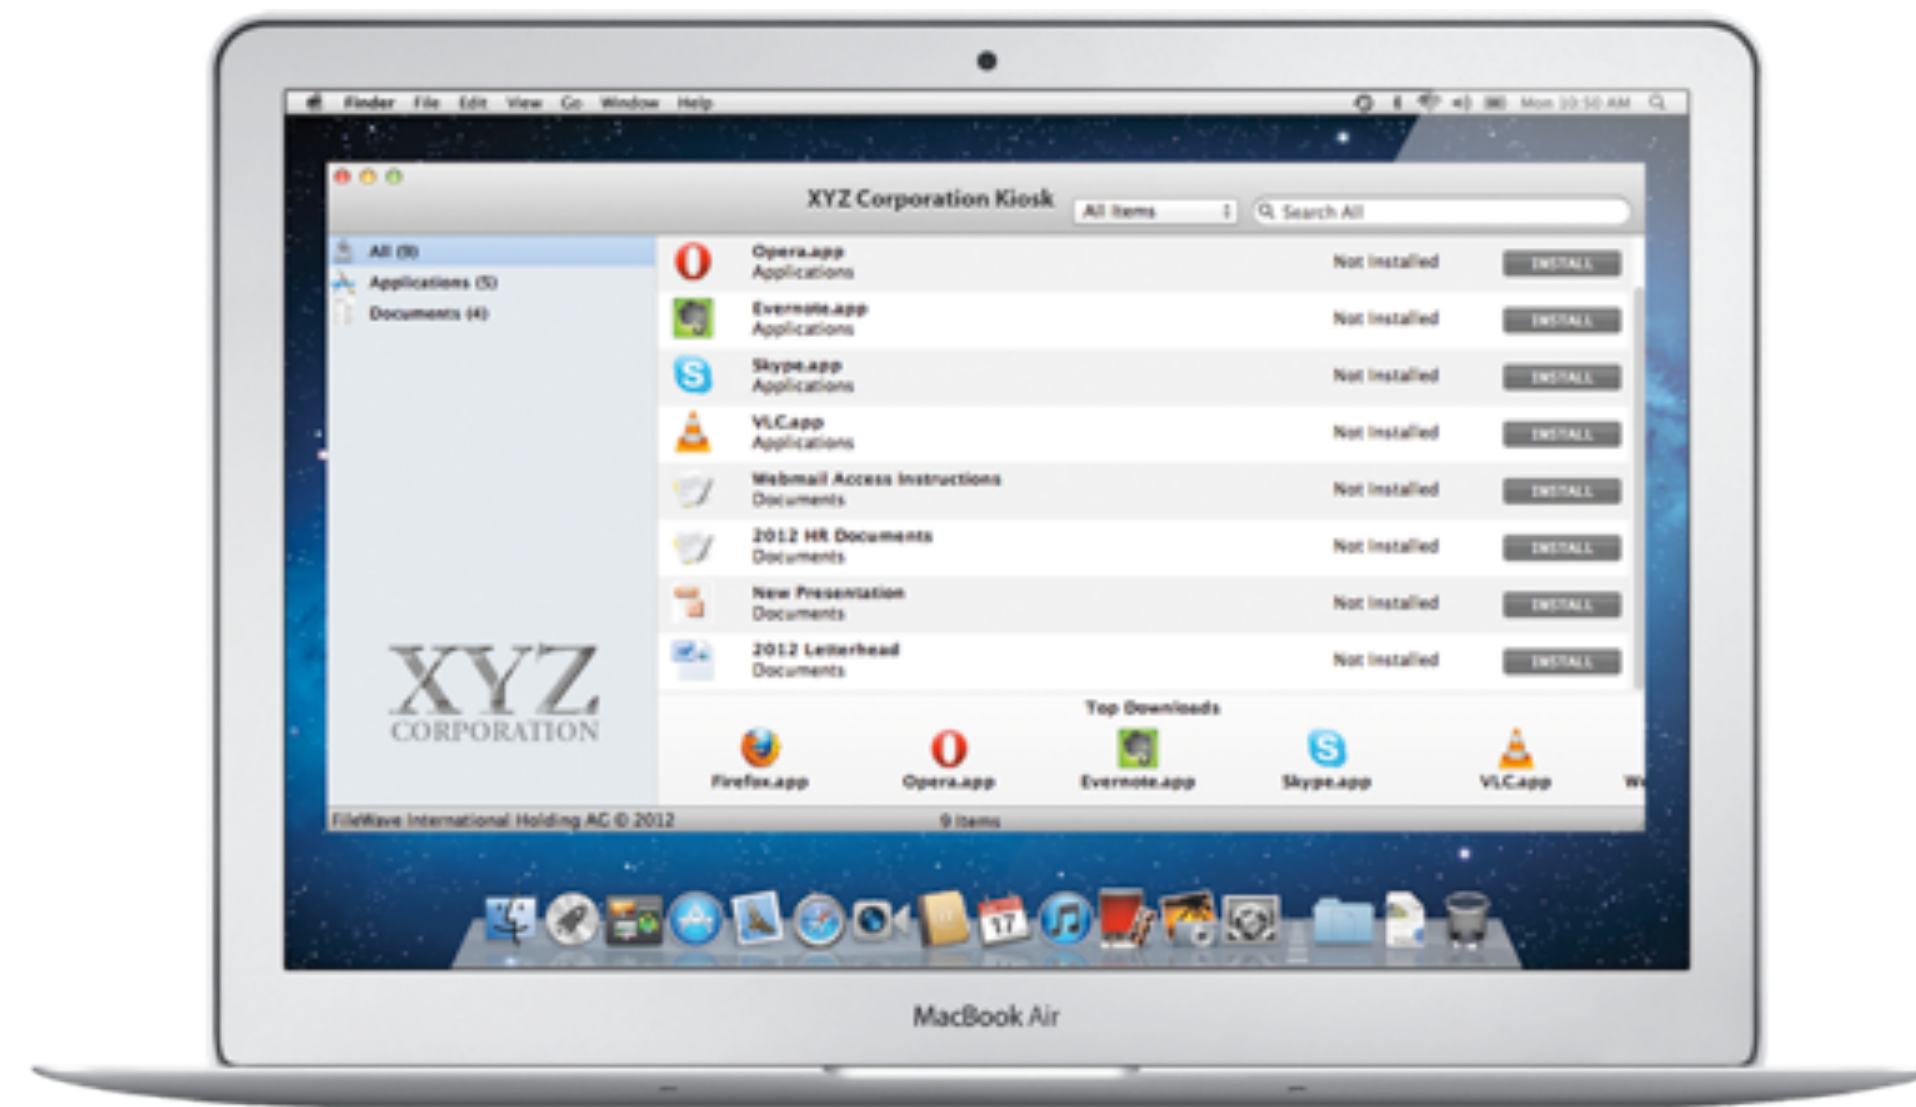 Finder File Edit View Go Window Help Mon 10:50 AM
XYZ Corporation Kiosk All Items Search All
All (9)
Applications (5)
Documents (4)
Opera.app
Applications
Not Installed INSTALL
Evernote.app
Applications
Not Installed INSTALL
Skype.app
Applications
Not Installed INSTALL
VLC.app
Applications
Not Installed INSTALL
Webmail Access Instructions
Documents
Not Installed INSTALL
2012 HR Documents
Documents
Not Installed INSTALL
New Presentation
Documents
Not Installed INSTALL
2012 Letterhead
Documents
Not Installed INSTALL
XYZ
CORPORATION
Top Downloads
Firefox.app Opera.app Evernote.app Skype.app VLC.app
FileWave International Holding AG © 2012 9 Items
17
MacBook Air